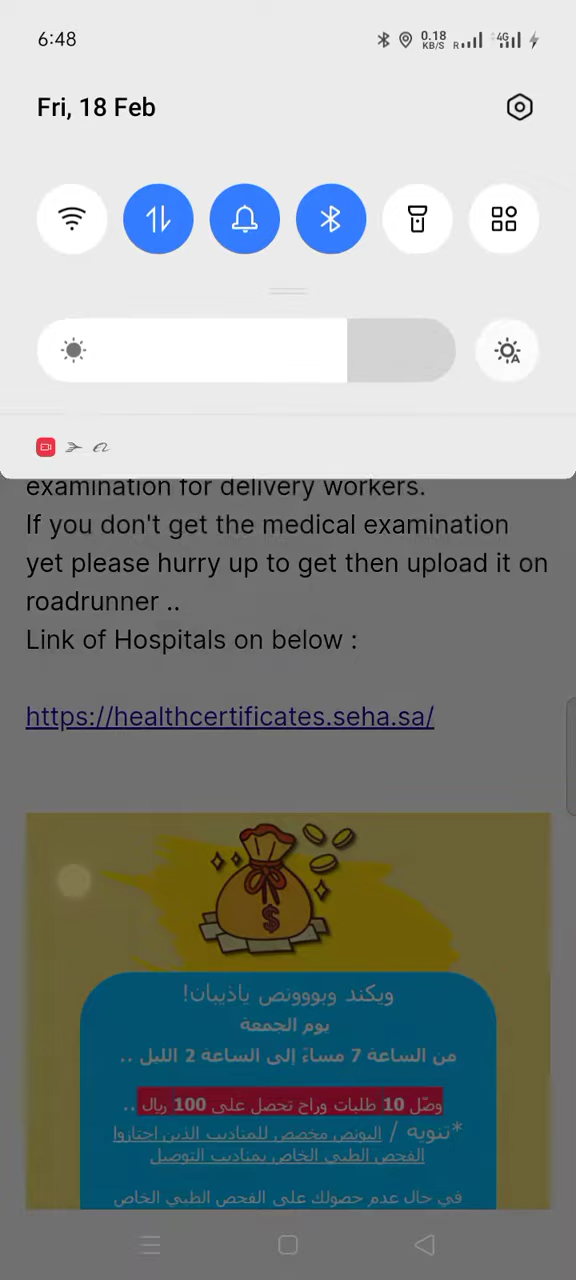 6:48
0.18
KB/S
R
4G
Fri, 18 Feb
A
examination for delivery workers.
If you don't get the medical examination
yet please hurry up to get then upload it on
roadrunner ..
Link of Hospitals on below :
https://healthcertificates.seha.sa/
$
ويكند وبووونص ياذيبان!
يوم الجمعة
من الساعة 7 مساءً إلى الساعة 2 الليل ..
وصّل 10 طلبات وراح تحصل على 100 ريال ..
*تنويه / البونص مخصص للمناديب الذين اجتازوا
الفحص الطبي الخاص بمناديب التوصيل
في حال عدم حصولك على الفحص الطبي الخاص